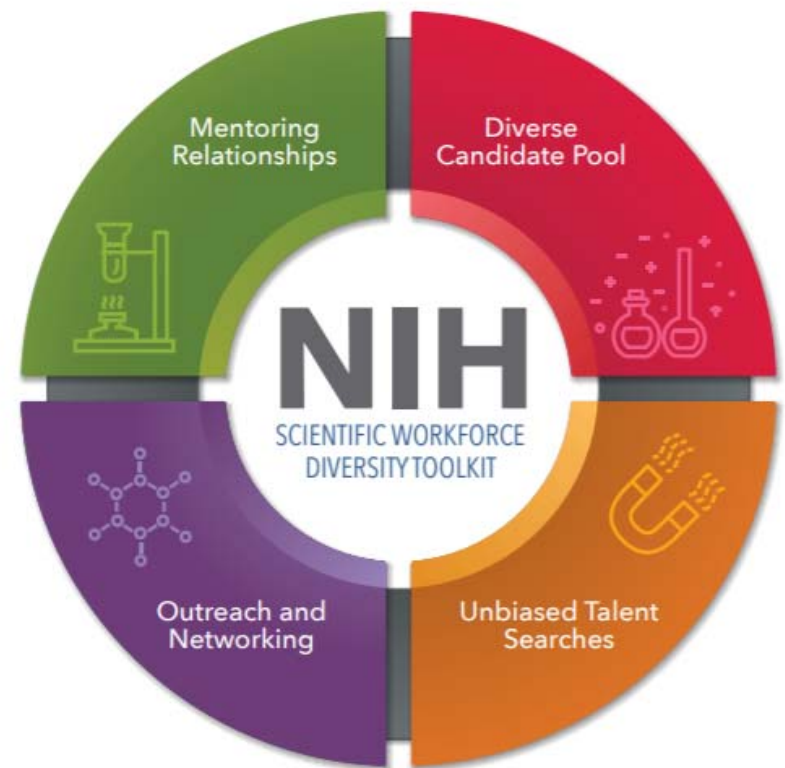 Mentoring
Relationships
Diverse
Candidate Pool
NIH
SCIENTIFIC WORKFORCE
DIVERSITY TOOLKIT
Outreach and
Networking
Unbiased Talent
Searches